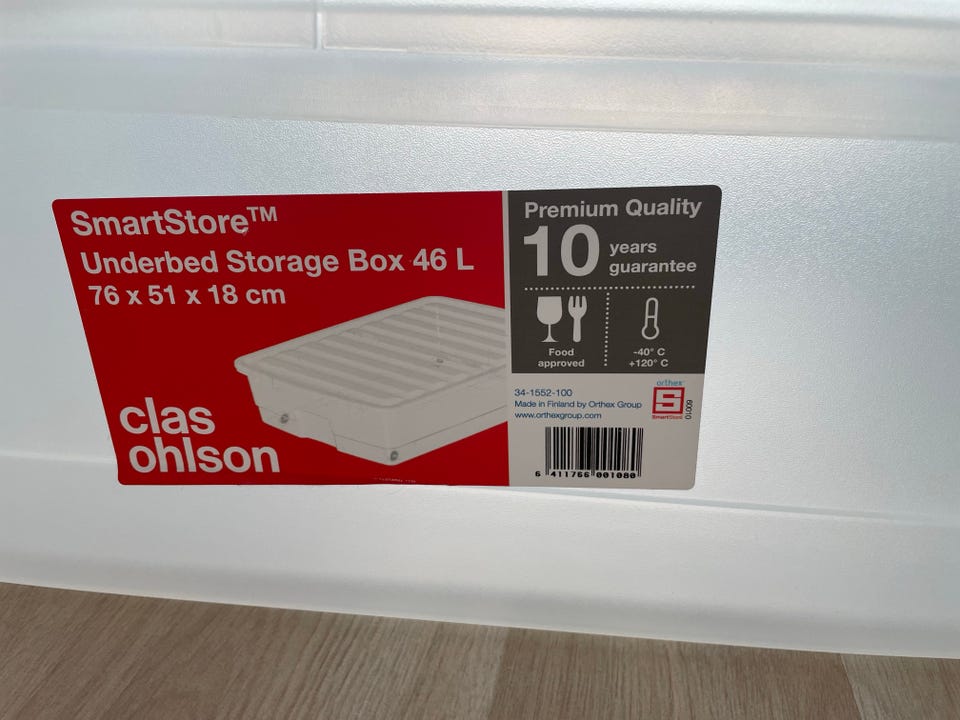 SmartStore™
Underbed Storage Box 46 L
76 x 51 x 18 cm
clas
ohlson
Premium Quality
10 years
guarantee
Food
approved
-40° C
+120° C
34-1552-100
Made in Finland by Orthex Group
www.orthexgroup.com
orthex
SmartStore
60010
6 411766 001080